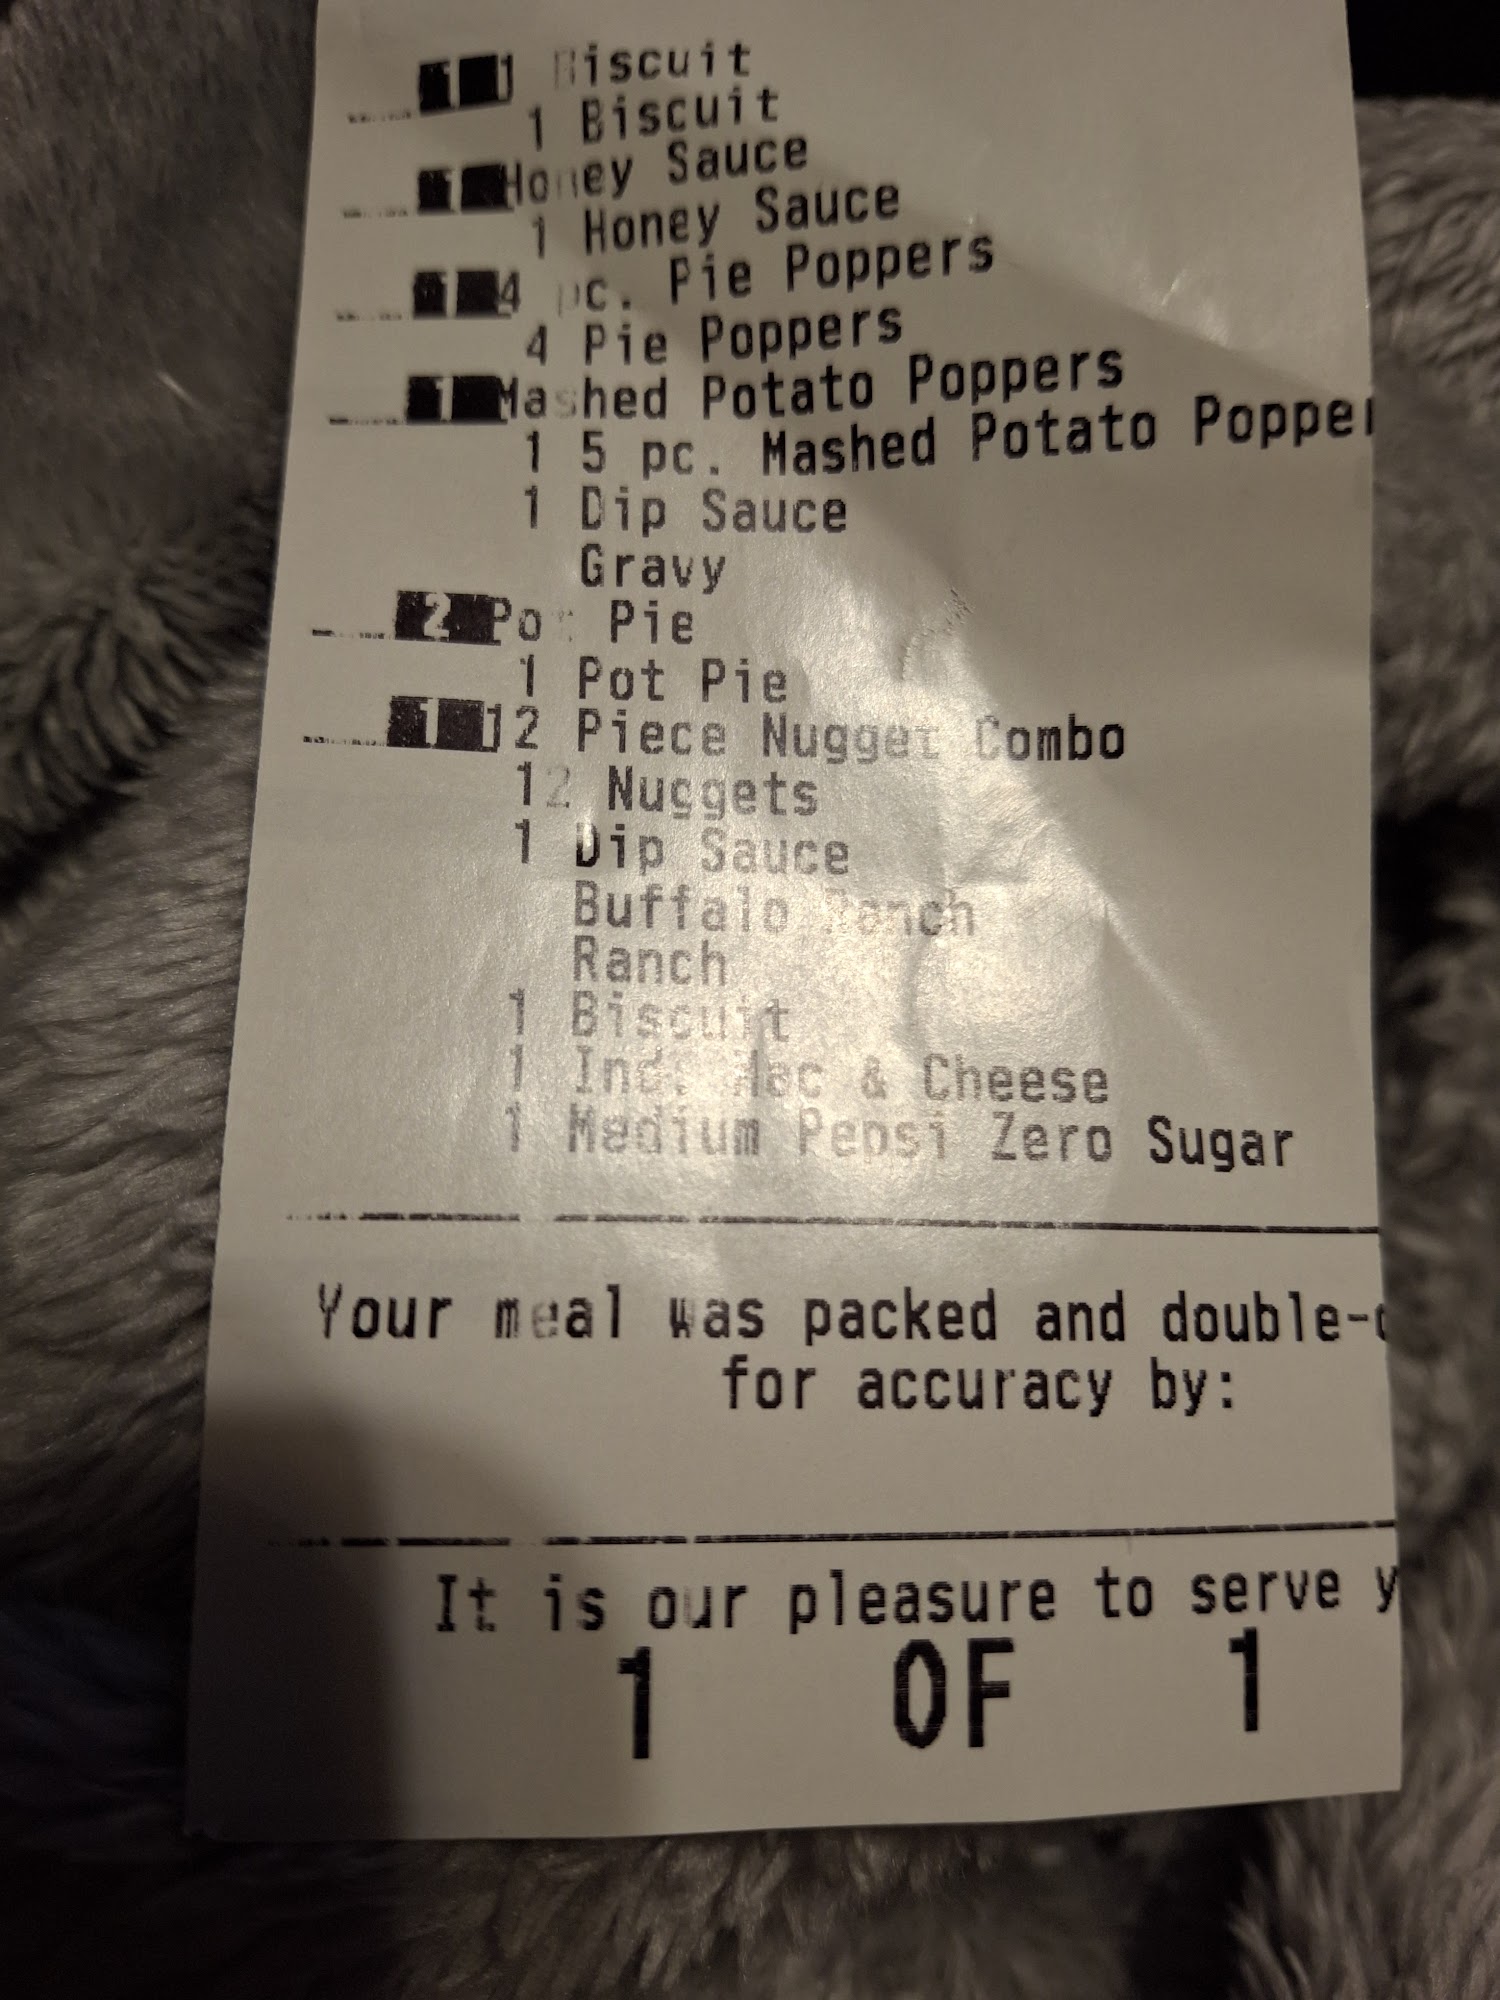 1 1 Biscuit
1 Biscuit
1 Honey Sauce
1 Honey Sauce
4 pc. Pie Poppers
4 Pie Poppers
1 Mashed Potato Poppers
1 5 pc. Mashed Potato Popper
1 Dip Sauce
Gravy
2 Pot Pie
1 Pot Pie
1 12 Piece Nugget Combo
12 Nuggets
1 Dip Sauce
Buffalo Ranch
Ranch
1 Biscuit
1 Ind. Mac & Cheese
1 Medium Pepsi Zero Sugar
Your meal was packed and double-
for accuracy by:
It is our pleasure to serve y
1 OF 1